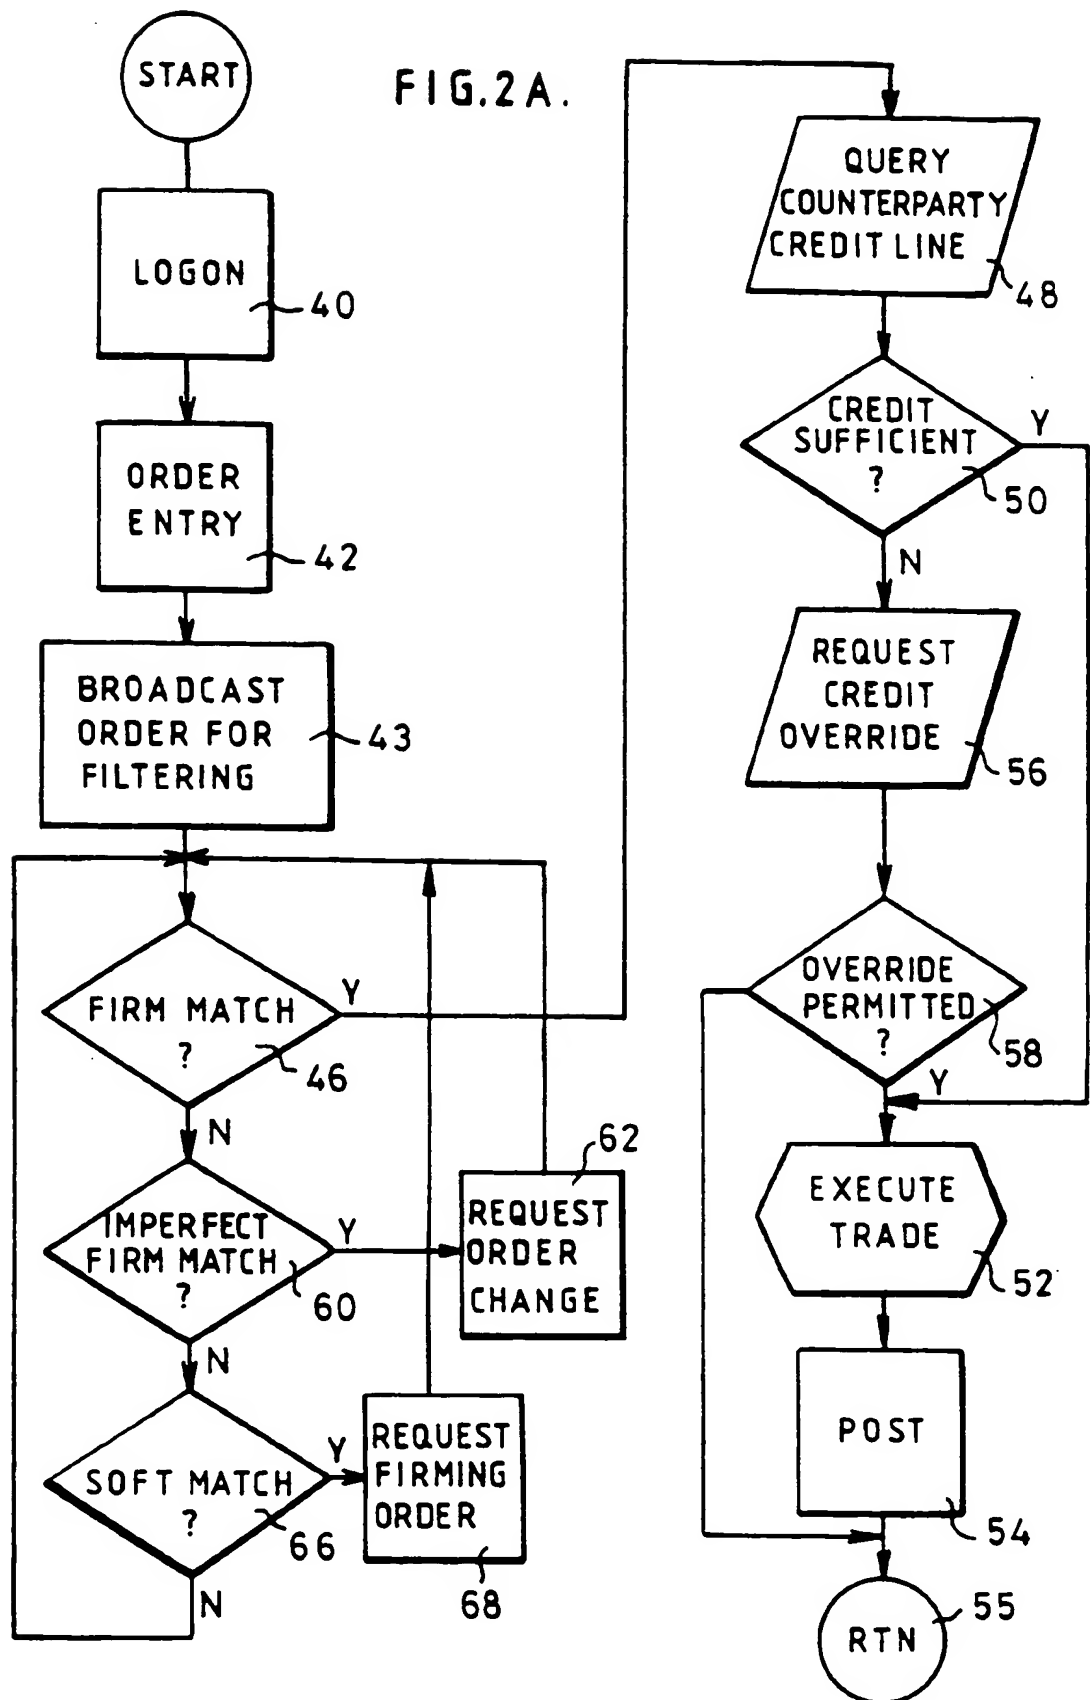 START
FIG.2A.
LOGON
40
ORDER
ENTRY
42
BROADCAST
ORDER FOR
FILTERING
43
FIRM MATCH
?
46
Y
N
IMPERFECT
FIRM MATCH
?
60
Y
N
62
REQUEST
ORDER
CHANGE
SOFT MATCH
?
66
Y
N
REQUEST
FIRMING
ORDER
68
QUERY
COUNTERPARTY
CREDIT LINE
48
CREDIT
SUFFICIENT
?
50
Y
N
REQUEST
CREDIT
OVERRIDE
56
OVERRIDE
PERMITTED
?
58
Y
EXECUTE
TRADE
52
POST
54
RTN
55